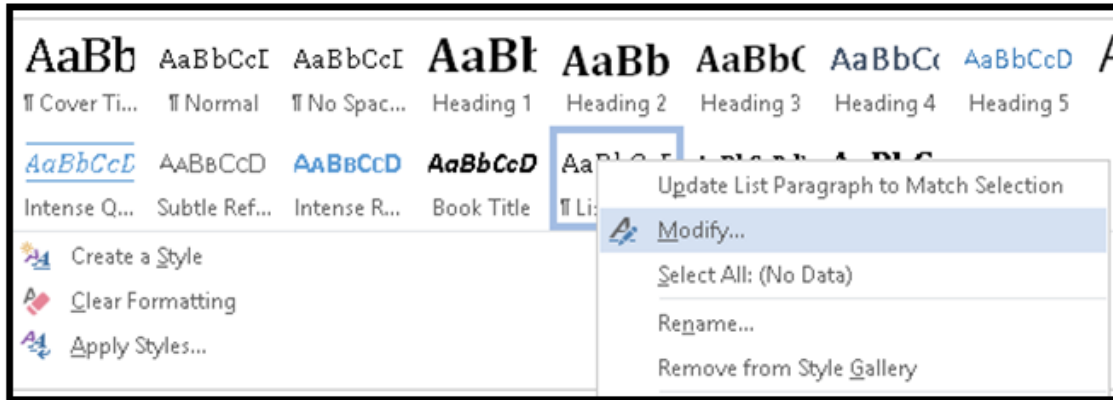 AaBb AaBbCcI AaBbCcI AaBl AaBb AaBb( AaBbC( AaBbCcD
¶ Cover Ti... ¶ Normal ¶ No Spac... Heading 1 Heading 2 Heading 3 Heading 4 Heading 5
AaBbCcD AaBbCcD AaBbCcD AaBbCcD
Intense Q... Subtle Ref... Intense R... Book Title ¶ Li
Update List Paragraph to Match Selection
Modify...
Select All: (No Data)
Rename...
Remove from Style Gallery
Create a Style
Clear Formatting
Apply Styles...